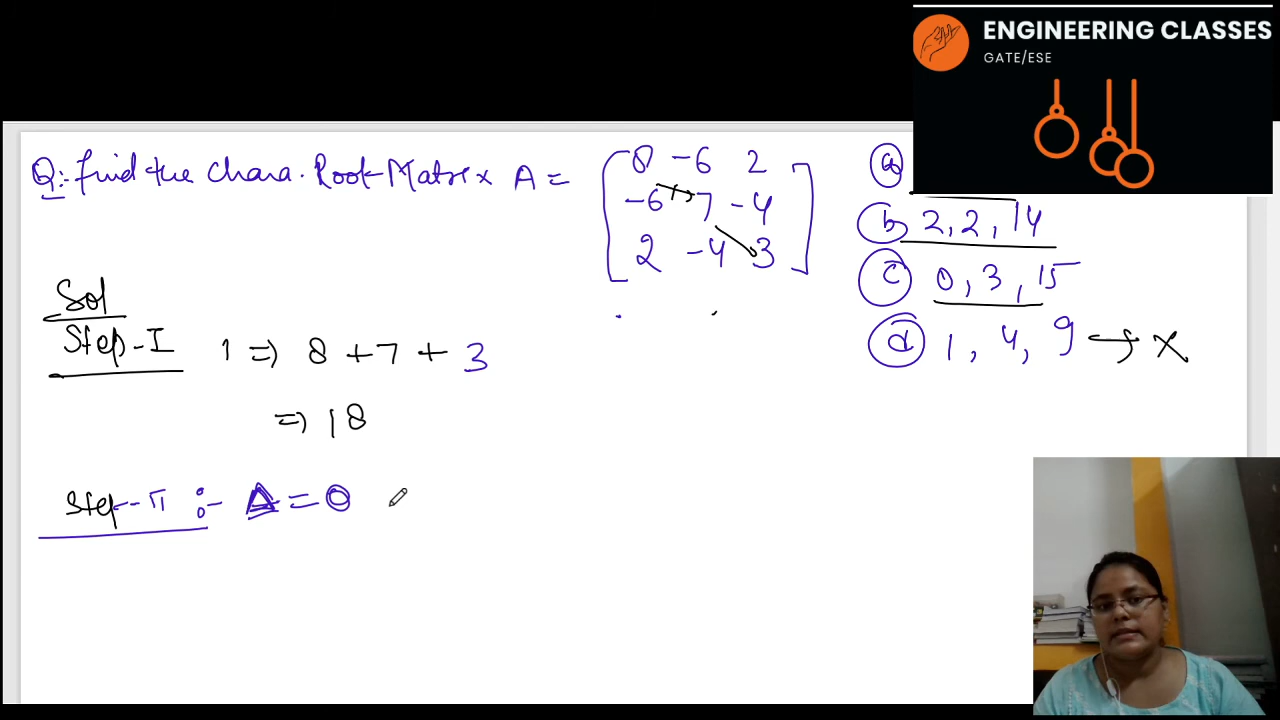 ENGINEERING CLASSES
GATE/ESE
Q:- find the Chara. Root Matrix A = 8 -6 2
-6 7 -4
2 -4 3
a
b 2, 2, 14
c 0, 3, 15
d 1, 4, 9 → X
Sol
Step-I 1 ⇒ 8 + 7 + 3
⇒ 18
Step-II :- Δ = 0